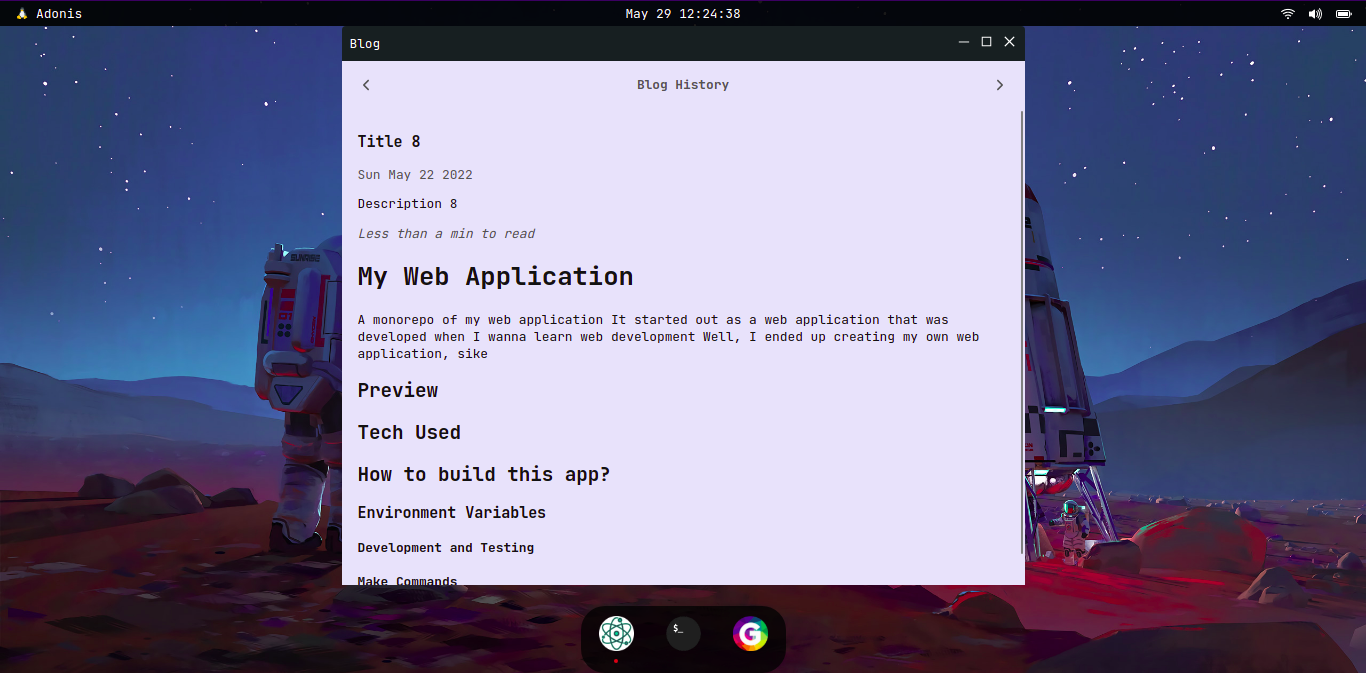 Adonis
May 29 12:24:38
Blog
Blog History
Title 8
Sun May 22 2022
Description 8
Less than a min to read
My Web Application
A monorepo of my web application It started out as a web application that was
developed when I wanna learn web development Well, I ended up creating my own web
application, sike
Preview
Tech Used
How to build this app?
Environment Variables
Development and Testing
Make Commands
SUNRISE
$_
G